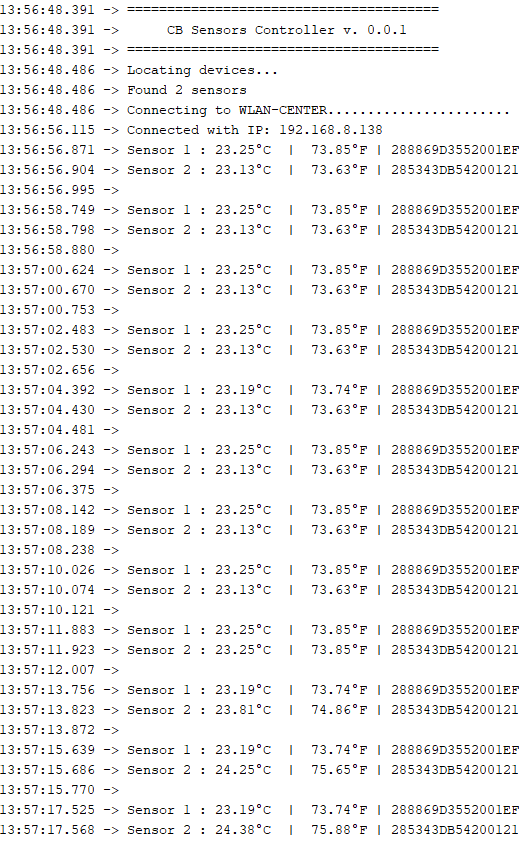 13:56:48.391 -> =======================================
13:56:48.391 ->      CB Sensors Controller v. 0.0.1
13:56:48.391 -> =======================================
13:56:48.486 -> Locating devices...
13:56:48.486 -> Found 2 sensors
13:56:48.486 -> Connecting to WLAN-CENTER.......................
13:56:56.115 -> Connected with IP: 192.168.8.138
13:56:56.871 -> Sensor 1 : 23.25°C  |  73.85°F | 288869D3552001EF
13:56:56.904 -> Sensor 2 : 23.13°C  |  73.63°F | 285343DB54200121
13:56:56.995 ->
13:56:58.749 -> Sensor 1 : 23.25°C  |  73.85°F | 288869D3552001EF
13:56:58.798 -> Sensor 2 : 23.13°C  |  73.63°F | 285343DB54200121
13:56:58.880 ->
13:57:00.624 -> Sensor 1 : 23.25°C  |  73.85°F | 288869D3552001EF
13:57:00.670 -> Sensor 2 : 23.13°C  |  73.63°F | 285343DB54200121
13:57:00.753 ->
13:57:02.483 -> Sensor 1 : 23.25°C  |  73.85°F | 288869D3552001EF
13:57:02.530 -> Sensor 2 : 23.13°C  |  73.63°F | 285343DB54200121
13:57:02.656 ->
13:57:04.392 -> Sensor 1 : 23.19°C  |  73.74°F | 288869D3552001EF
13:57:04.430 -> Sensor 2 : 23.13°C  |  73.63°F | 285343DB54200121
13:57:04.481 ->
13:57:06.243 -> Sensor 1 : 23.25°C  |  73.85°F | 288869D3552001EF
13:57:06.294 -> Sensor 2 : 23.13°C  |  73.63°F | 285343DB54200121
13:57:06.375 ->
13:57:08.142 -> Sensor 1 : 23.25°C  |  73.85°F | 288869D3552001EF
13:57:08.189 -> Sensor 2 : 23.13°C  |  73.63°F | 285343DB54200121
13:57:08.238 ->
13:57:10.026 -> Sensor 1 : 23.25°C  |  73.85°F | 288869D3552001EF
13:57:10.074 -> Sensor 2 : 23.13°C  |  73.63°F | 285343DB54200121
13:57:10.121 ->
13:57:11.883 -> Sensor 1 : 23.25°C  |  73.85°F | 288869D3552001EF
13:57:11.923 -> Sensor 2 : 23.25°C  |  73.85°F | 285343DB54200121
13:57:12.007 ->
13:57:13.756 -> Sensor 1 : 23.19°C  |  73.74°F | 288869D3552001EF
13:57:13.823 -> Sensor 2 : 23.81°C  |  74.86°F | 285343DB54200121
13:57:13.872 ->
13:57:15.639 -> Sensor 1 : 23.19°C  |  73.74°F | 288869D3552001EF
13:57:15.686 -> Sensor 2 : 24.25°C  |  75.65°F | 285343DB54200121
13:57:15.770 ->
13:57:17.525 -> Sensor 1 : 23.19°C  |  73.74°F | 288869D3552001EF
13:57:17.568 -> Sensor 2 : 24.38°C  |  75.88°F | 285343DB54200121